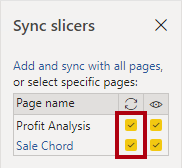 Sync slicers
Add and sync with all pages,
or select specific pages:
Page name
Profit Analysis
Sale Chord